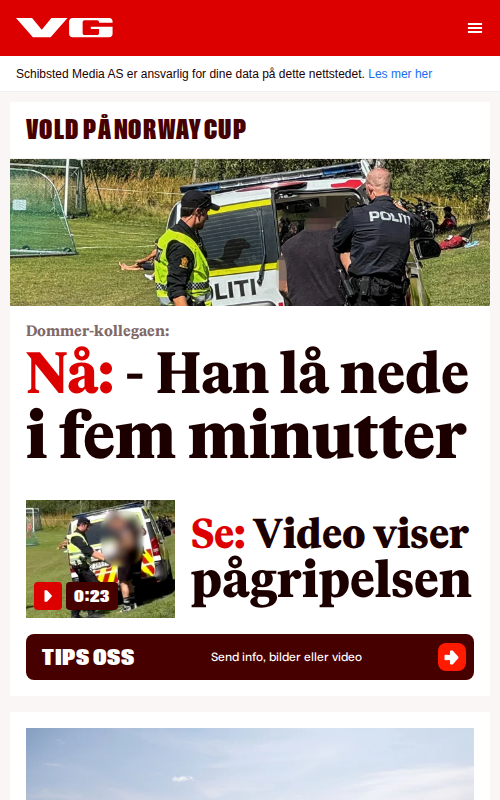 VG
Schibsted Media AS er ansvarlig for dine data på dette nettstedet. Les mer her
VOLD PÅ NORWAY CUP
POLITI
OLITI
Dommer-kollegaen:
Nå: - Han lå nede
i fem minutter
Se: Video viser
pågripelsen
0:23
TIPS OSS
Send info, bilder eller video